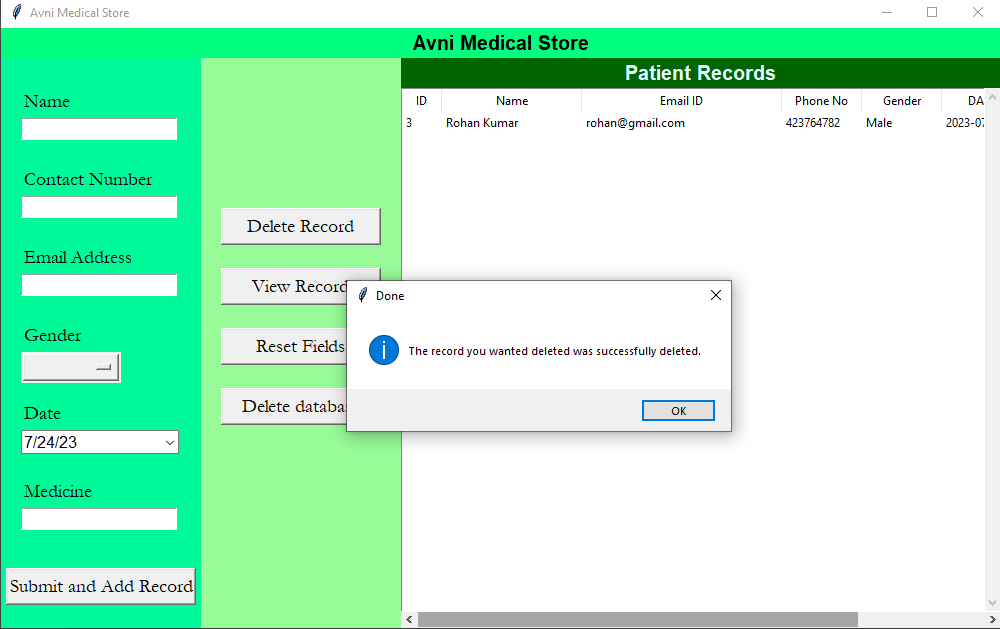 Avni Medical Store
Avni Medical Store
Patient Records
Name
Contact Number
Email Address
Gender
Date
7/24/23
Medicine
Submit and Add Record
Delete Record
View Record
Reset Fields
Delete databas
ID Name Email ID Phone No Gender DA
3 Rohan Kumar rohan@gmail.com 423764782 Male 2023-07
Done
The record you wanted deleted was successfully deleted.
OK